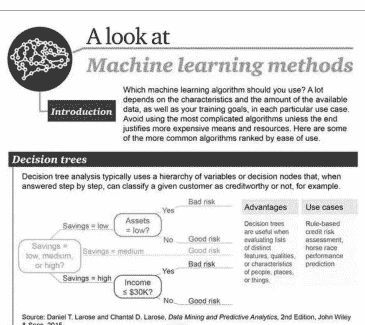 A look at
Machine learning methods
Introduction
Which machine learning algorithm should you use? A lot
depends on the characteristics and the amount of the available
data, as well as your training goals, in each particular use case.
Avoid using the most complicated algorithms unless the end
justifies more expensive means and resources. Here are some
of the more common algorithms ranked by ease of use.
Decision trees
Decision tree analysis typically uses a hierarchy of variables or decision nodes that, when
answered step by step, can classify a given customer as creditworthy or not, for example.
Savings =
low, medium,
or high?
Savings = low
Savings = medium
Savings = high
Assets
= low?
Yes
Bad risk
No
Good risk
Good risk
Income
≤ $30K?
Yes
Bad risk
No
Good risk
Advantages
Decision trees
are useful when
evaluating lists
of distinct
features, qualities,
or characteristics
of people, places,
or things.
Use cases
Rule-based
credit risk
assessment,
horse race
performance
prediction
Source: Daniel T. Larose and Chantal D. Larose, Data Mining and Predictive Analytics, 2nd Edition, John Wiley
& Sons, 2015